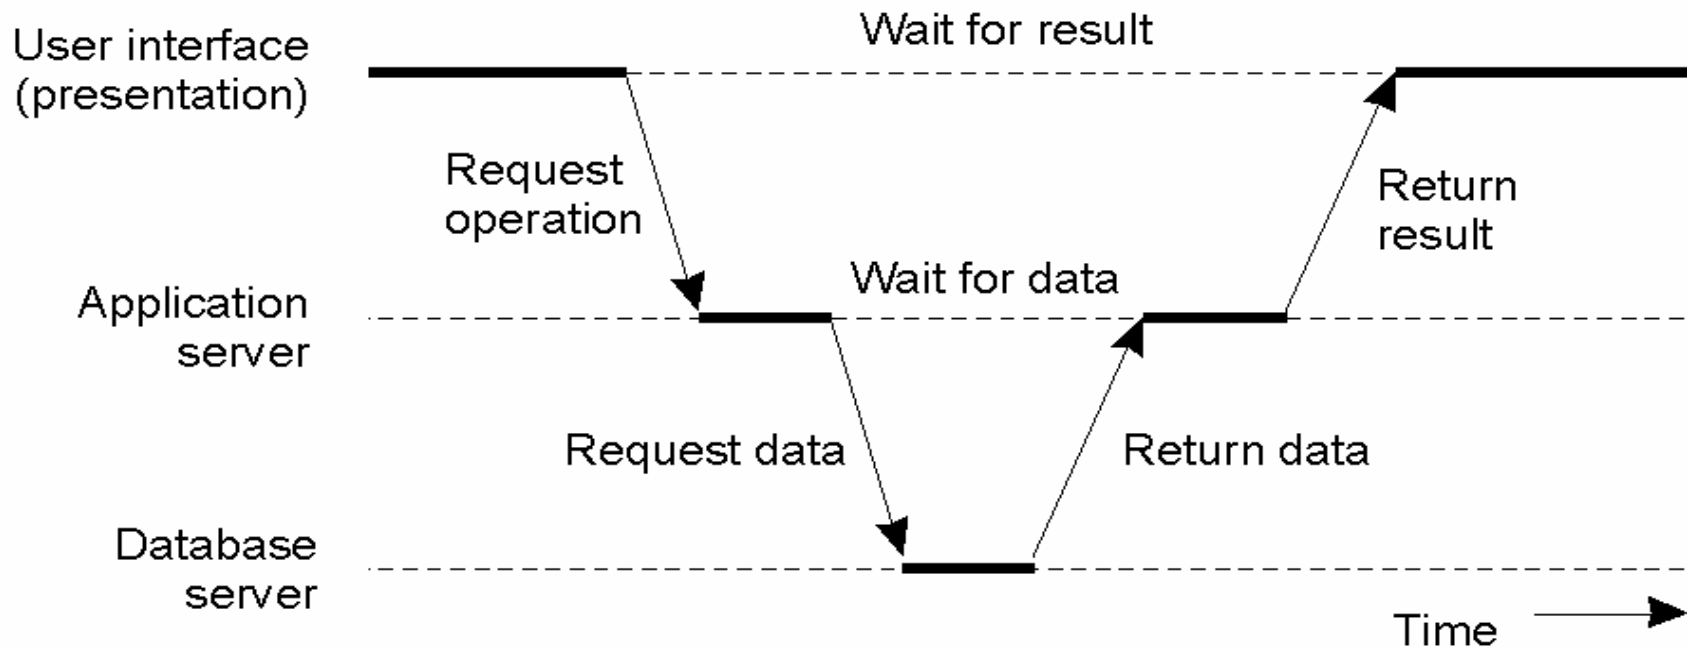 Wait for result
User interface
(presentation)
Request
operation
Return
result
Wait for data
Application
server
Request data
Return data
Database
server
Time